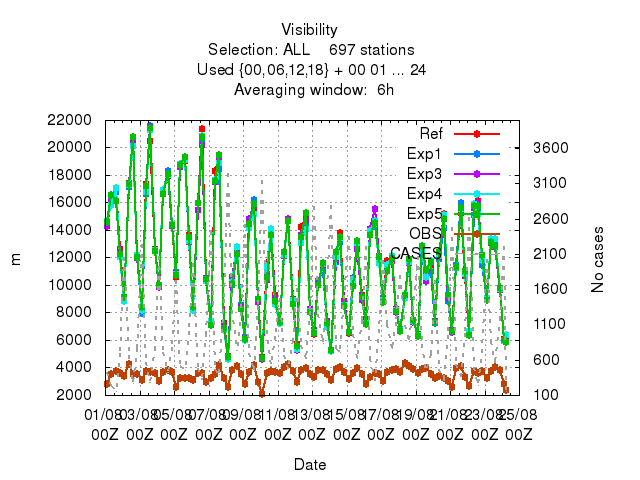 Visibility
Selection: ALL 697 stations
Used {00,06,12,18} + 00 01 ... 24
Averaging window: 6h
22000
20000
18000
16000
14000
12000
10000
8000
6000
4000
2000
m
3600
3100
2600
2100
1600
1100
600
100
No cases
Ref
Exp1
Exp3
Exp4
Exp5
OBS
CASES
01/08 03/08 05/08 07/08 09/08 11/08 13/08 15/08 17/08 19/08 21/08 23/08 25/08
00Z 00Z 00Z 00Z 00Z 00Z 00Z 00Z 00Z 00Z 00Z 00Z 00Z
Date